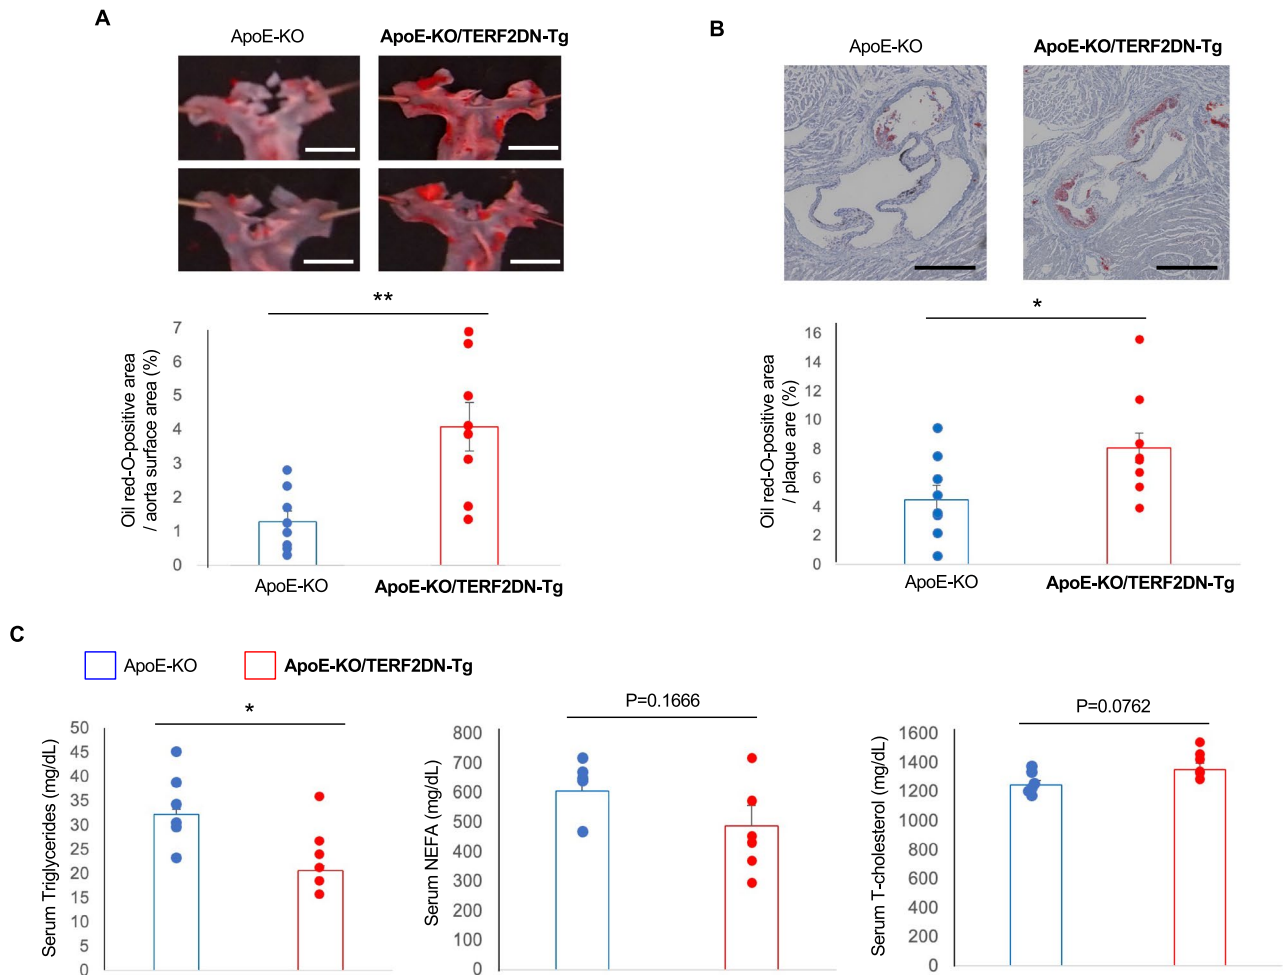 A
ApoE-KO
ApoE-KO/TERF2DN-Tg
**
Oil red-O-positive area
/ aorta surface area (%)
7
6
5
4
3
2
1
0
ApoE-KO
ApoE-KO/TERF2DN-Tg
B
ApoE-KO
ApoE-KO/TERF2DN-Tg
*
Oil red-O-positive area
/ plaque are (%)
16
14
12
10
8
6
4
2
0
ApoE-KO
ApoE-KO/TERF2DN-Tg
C
ApoE-KO
ApoE-KO/TERF2DN-Tg
*
Serum Triglycerides (mg/dL)
50
45
40
35
30
25
20
15
10
5
0
P=0.1666
Serum NEFA (mg/dL)
800
700
600
500
400
300
200
100
0
P=0.0762
Serum T-cholesterol (mg/dL)
1600
1400
1200
1000
800
600
400
200
0